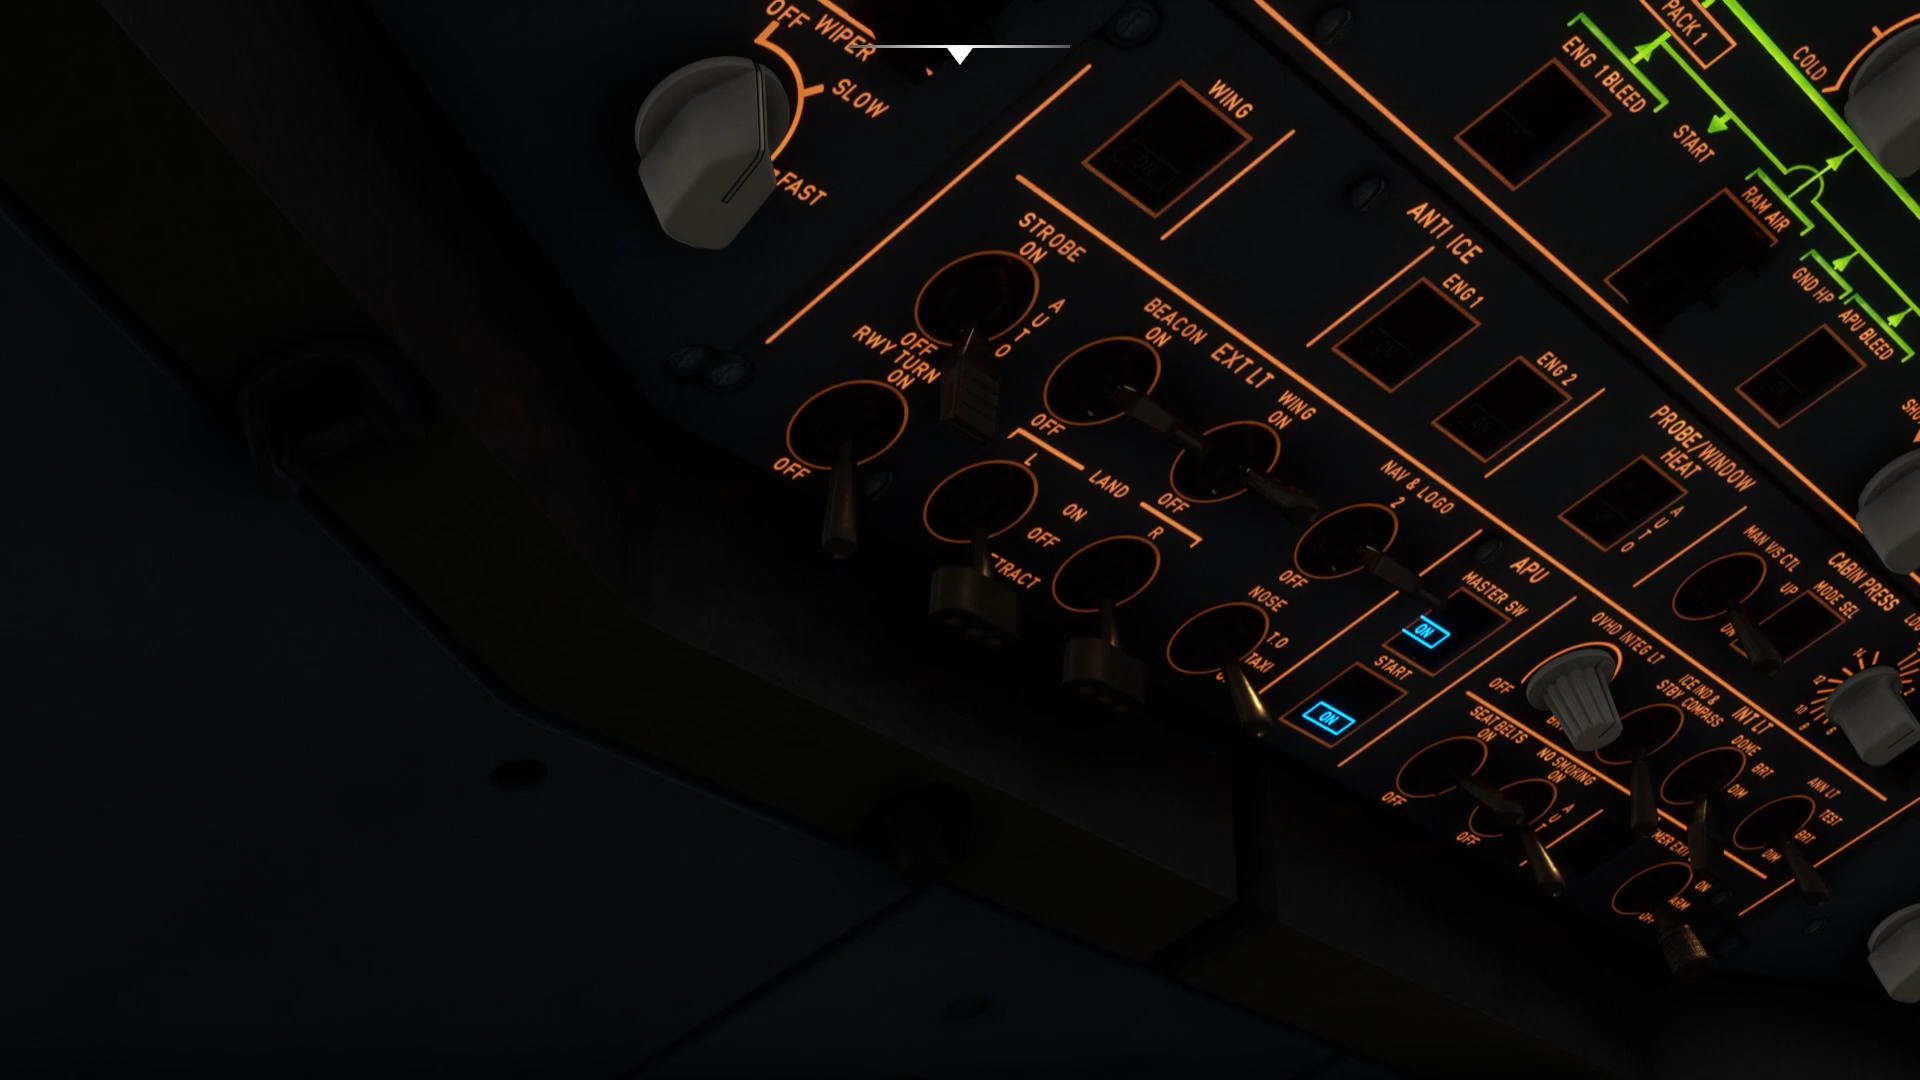 OFF WIPER
SLOW
FAST
WING
PACK 1
ENG 1 BLEED
START
COLD
RAM AIR
GND HP
APU BLEED
ANTI ICE
ENG 1
ENG 2
PROBE/WINDOW
HEAT
AUTO
STROBE
ON
AUTO
OFF
RWY TURN
ON
OFF
BEACON
ON
OFF
EXT LT
WING
ON
OFF
NAV & LOGO
2
OFF
L
LAND
R
ON
OFF
NOSE
T.O
TAXI
APU
MASTER SW
ON
START
ON
MAN V/S CTL
UP
DN
CABIN PRESS
MODE SEL
OVHD INTEG LT
OFF
ICE IND &
STBY COMPASS
INT LT
DOME
BRT
DIM
ANN LT
TEST
BRT
DIM
SEAT BELTS
ON
OFF
NO SMOKING
ON
OFF
ON
ARM
OFF